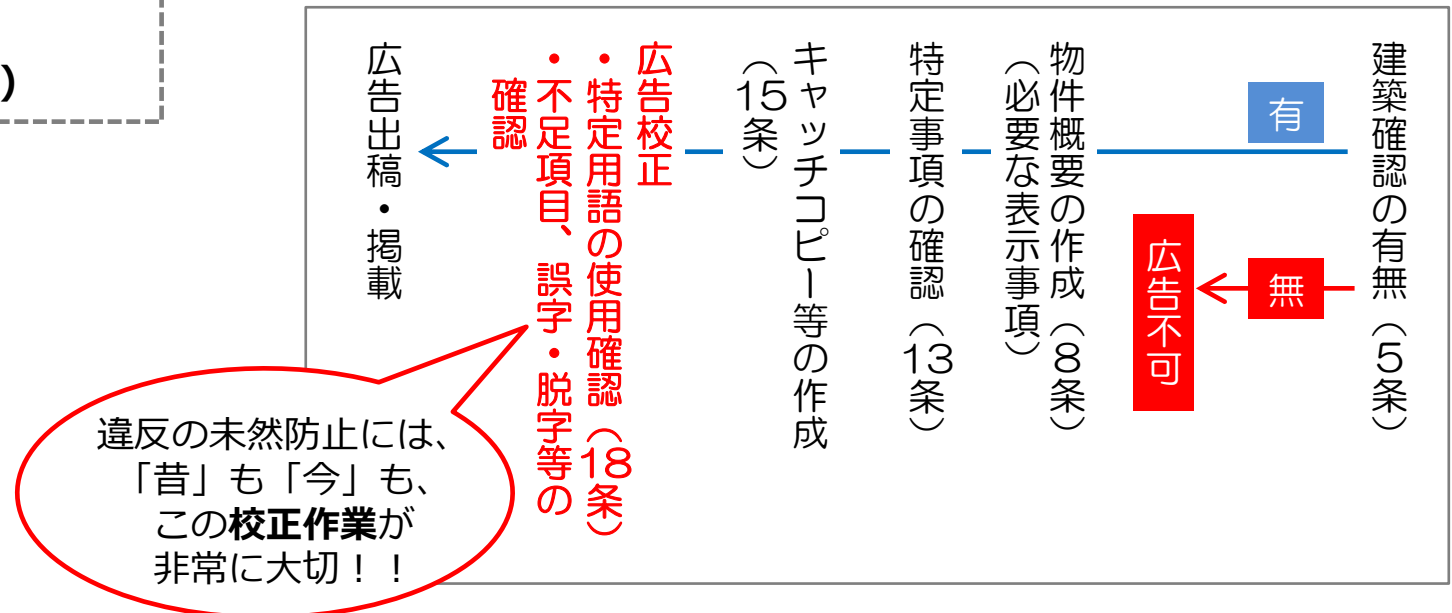 )
建築確認の有無（5条）
有
無
広告不可
物件概要の作成（8条）
（必要な表示事項）
特定事項の確認（13条）
キャッチコピー等の作成
（15条）
広告校正
・特定用語の使用確認（18条）
・不足項目、誤字・脱字等の
確認
広告出稿・掲載
違反の未然防止には、
「昔」も「今」も、
この校正作業が
非常に大切！！